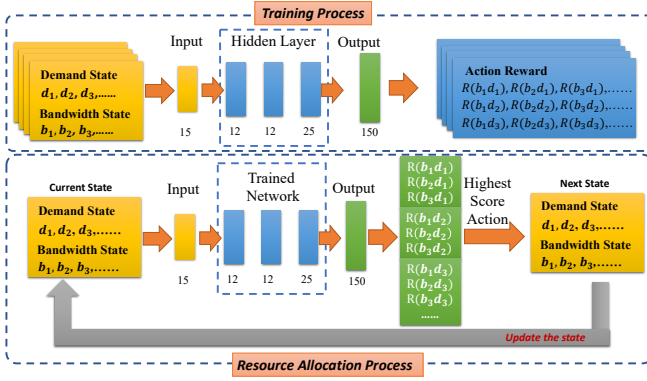 Training Process
Input
Hidden Layer
Output
Demand State
d₁, d₂, d₃,......
Bandwidth State
b₁, b₂, b₃,......
15
12 12 25
150
Action Reward
R(b₁d₁), R(b₂d₁), R(b₃d₁),......
R(b₁d₂), R(b₂d₂), R(b₃d₂),......
R(b₁d₃), R(b₂d₃), R(b₃d₃),......
Current State
Demand State
d₁, d₂, d₃,......
Bandwidth State
b₁, b₂, b₃,......
Input
15
Trained
Network
12 12 25
Output
150
R(b₁d₁)
R(b₂d₁)
R(b₃d₁)
R(b₁d₂)
R(b₂d₂)
R(b₃d₂)
R(b₁d₃)
R(b₂d₃)
R(b₃d₃)
......
Highest
Score
Action
Next State
Demand State
d₁, d₂, d₃,......
Bandwidth State
b₁, b₂, b₃,......
Update the state
Resource Allocation Process